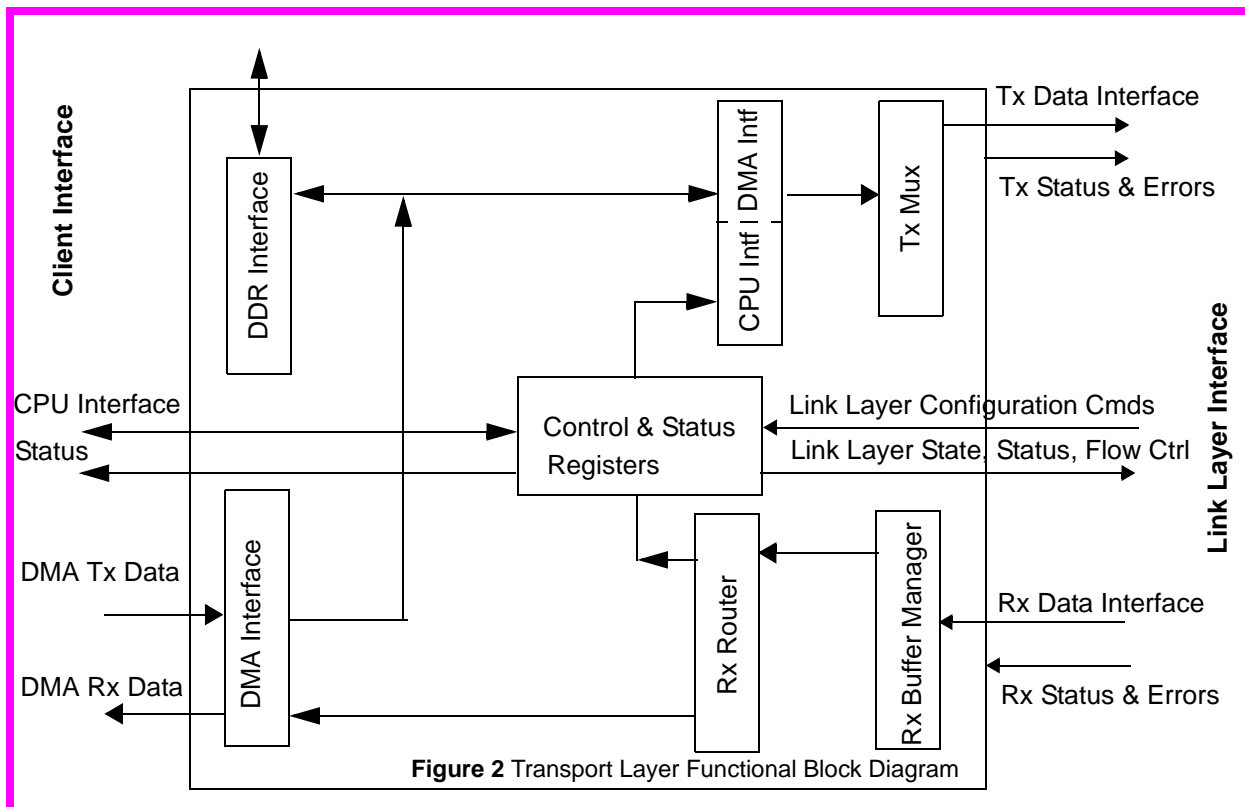 Client Interface
DDR Interface
CPU Intf | DMA Intf
Tx Mux
Tx Data Interface
Tx Status & Errors
Link Layer Interface
CPU Interface
Status
Control & Status
Registers
Link Layer Configuration Cmds
Link Layer State, Status, Flow Ctrl
DMA Tx Data
DMA Rx Data
DMA Interface
Rx Router
Rx Buffer Manager
Rx Data Interface
Rx Status & Errors
Figure 2 Transport Layer Functional Block Diagram